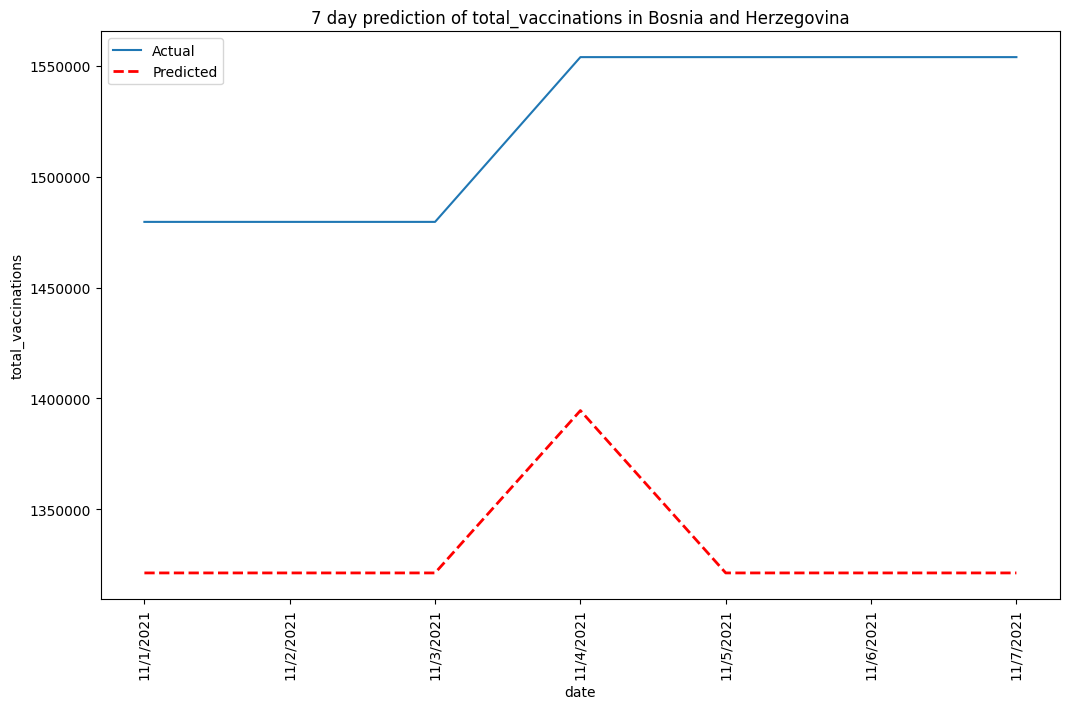 7 day prediction of total_vaccinations in Bosnia and Herzegovina
Actual
Predicted
total_vaccinations
1550000
1500000
1450000
1400000
1350000
11/1/2021
11/2/2021
11/3/2021
11/4/2021
11/5/2021
11/6/2021
11/7/2021
date